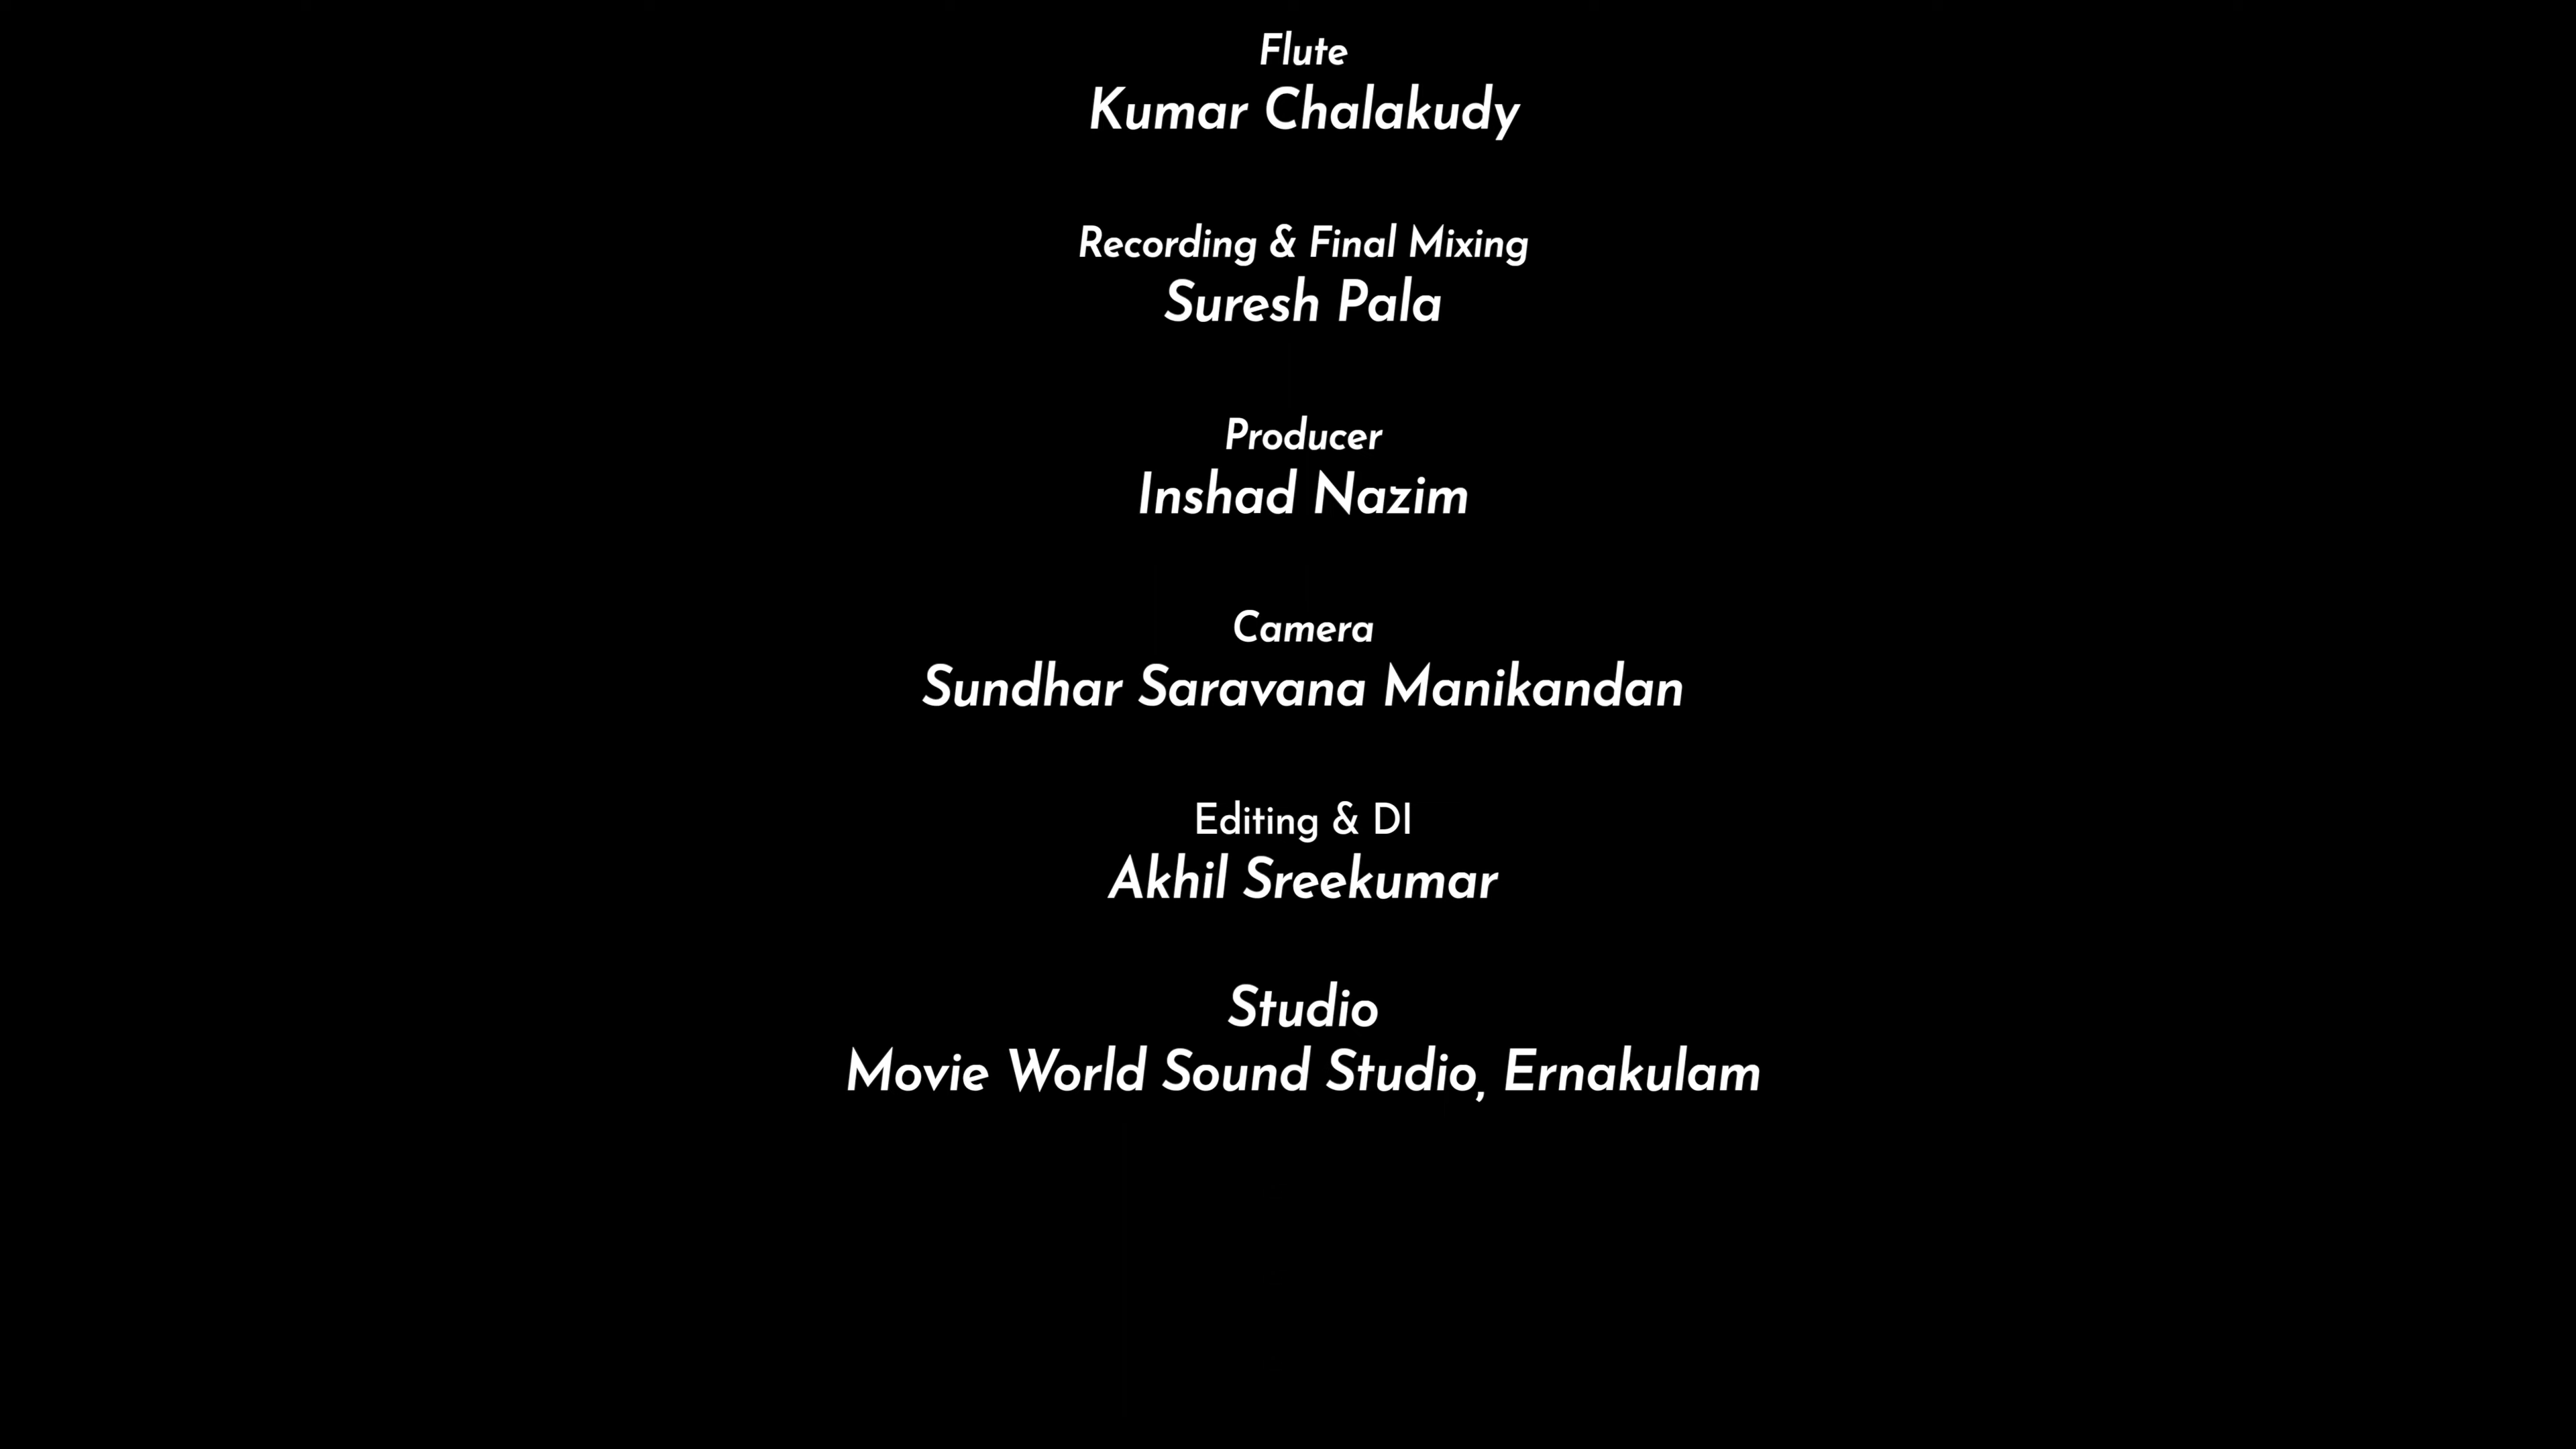 Flute
Kumar Chalakudy
Recording & Final Mixing
Suresh Pala
Producer
Inshad Nazim
Camera
Sundhar Saravana Manikandan
Editing & DI
Akhil Sreekumar
Studio
Movie World Sound Studio, Ernakulam